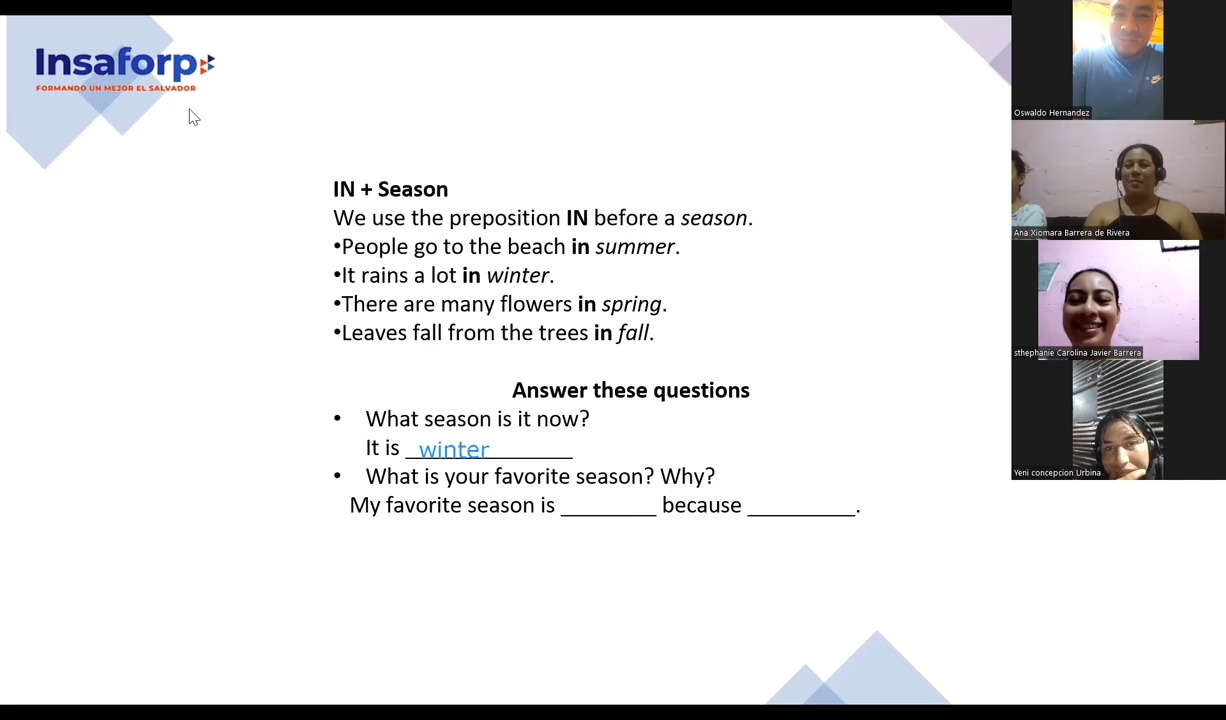 Insaforp
FORMANDO UN MEJOR EL SALVADOR
IN + Season
We use the preposition IN before a season.
•People go to the beach in summer.
•It rains a lot in winter.
•There are many flowers in spring.
•Leaves fall from the trees in fall.
Answer these questions
• What season is it now?
It is winter
• What is your favorite season? Why?
My favorite season is ________ because _________.
Oswaldo Hernandez
Ana Xiomara Barrera de Rivera
sthephanie Carolina Javier Barrera
Yeni concepcion Urbina